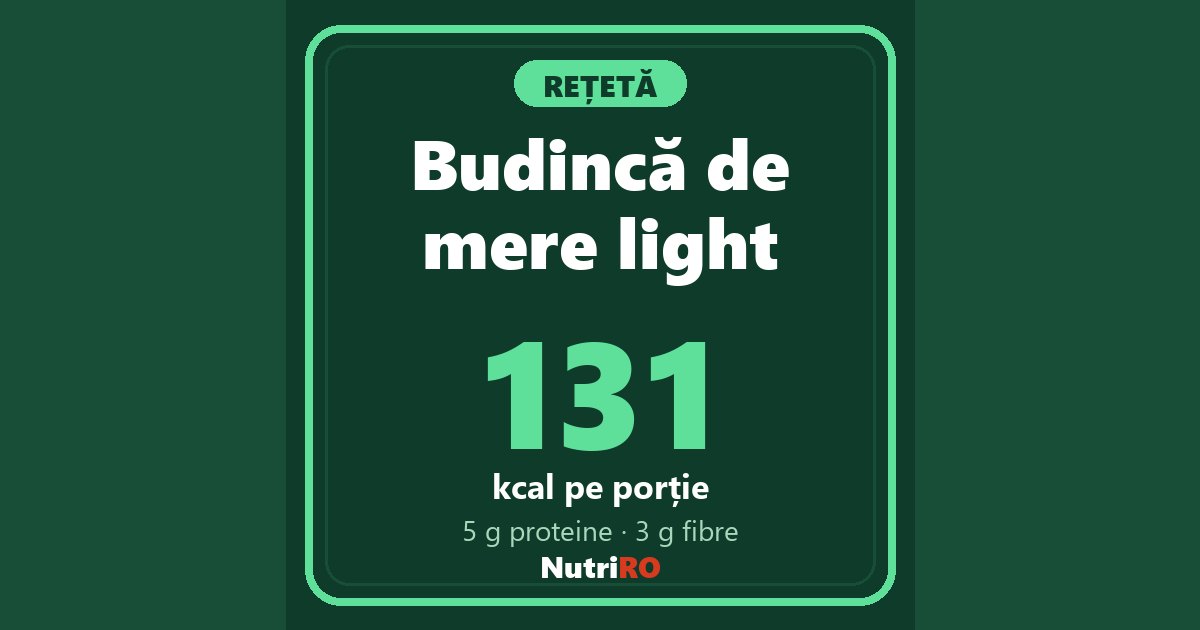 REȚETĂ
Budincă de
mere light
131
kcal pe porție
5 g proteine · 3 g fibre
NutriRO